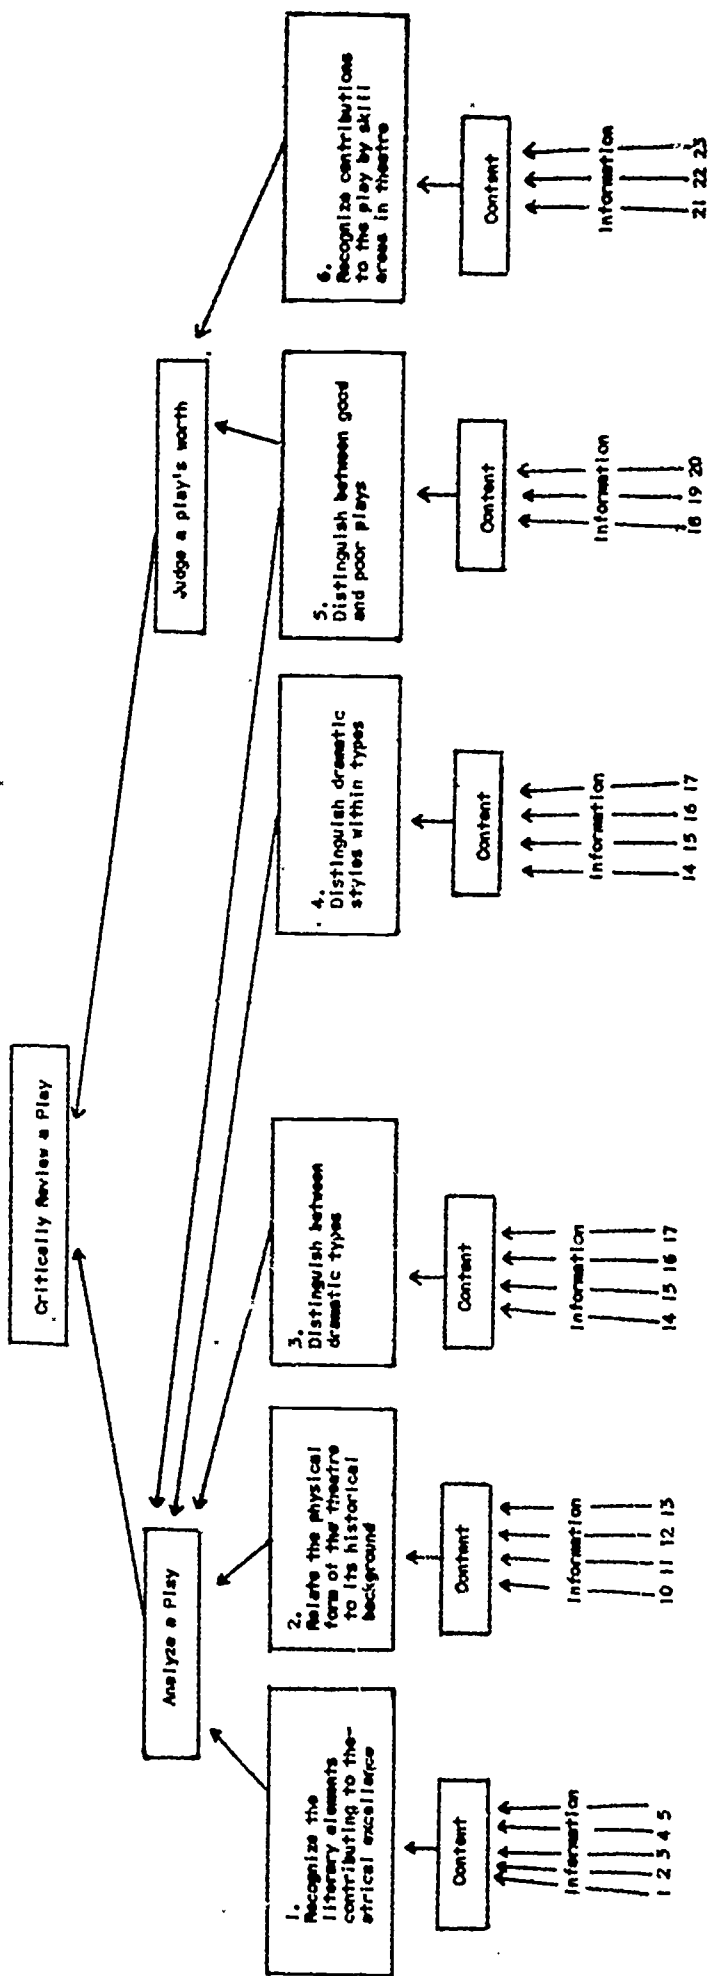 Critically Review a Play
Analyze a Play
Judge a play's worth
1.
Recognize the
literary elements
contributing to the-
atrical excellence
2.
Relate the physical
form of the theatre
to its historical
background
3.
Distinguish between
dramatic types
4.
Distinguish dramatic
styles within types
5.
Distinguish between good
and poor plays
6.
Recognize contributions
to the play by skill
areas in theatre
Content
Content
Content
Content
Content
Content
Information
Information
Information
Information
Information
Information
1 2 3 4 5
10 11 12 13
14 15 16 17
14 15 16 17
18 19 20
21 22 23